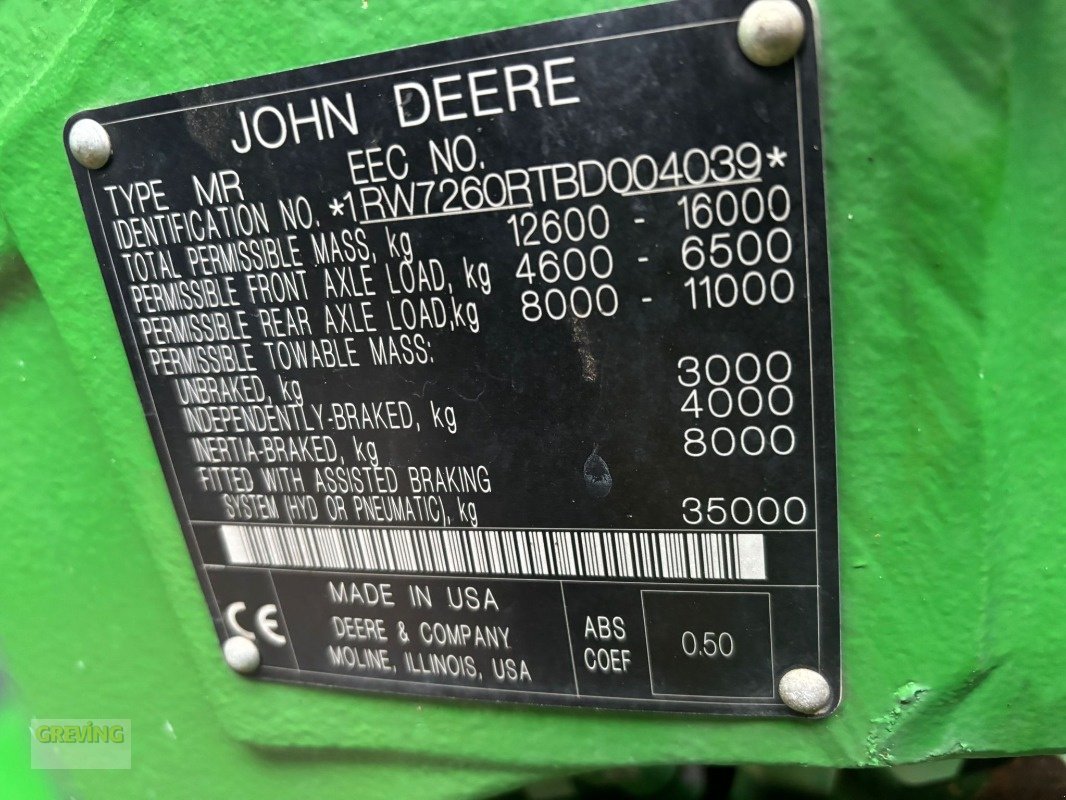 JOHN DEERE
TYPE MR EEC NO.
IDENTIFICATION NO. *1RW7260RTBD004039*
TOTAL PERMISSIBLE MASS, kg 12600 - 16000
PERMISSIBLE FRONT AXLE LOAD, kg 4600 - 6500
PERMISSIBLE REAR AXLE LOAD,kg 8000 - 11000
PERMISSIBLE TOWABLE MASS:
UNBRAKED, kg 3000
INDEPENDENTLY-BRAKED, kg 4000
INERTIA-BRAKED, kg 8000
FITTED WITH ASSISTED BRAKING
SYSTEM (HYD OR PNEUMATIC), kg 35000
CE
MADE IN USA
DEERE & COMPANY
MOLINE, ILLINOIS, USA
ABS
COEF
0.50
GREVING